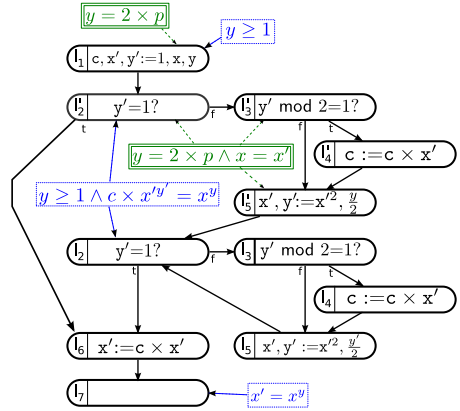 y = 2 × p
y ≥ 1
l₁ c, x′, y′:=1, x, y
l′₂ y′=1?
t
f
l′₃ y′ mod 2=1?
f t
l′₄ c :=c × x′
y = 2 × p ∧ x = x′
y ≥ 1 ∧ c × x′^y′ = x^y
l′₅ x′, y′:=x′², y/2
l₂ y′=1?
t
f
l₃ y′ mod 2=1?
f t
l₄ c :=c × x′
l₆ x′:=c × x′
l₅ x′, y′ :=x′², y′/2
l₇
x′ = x^y